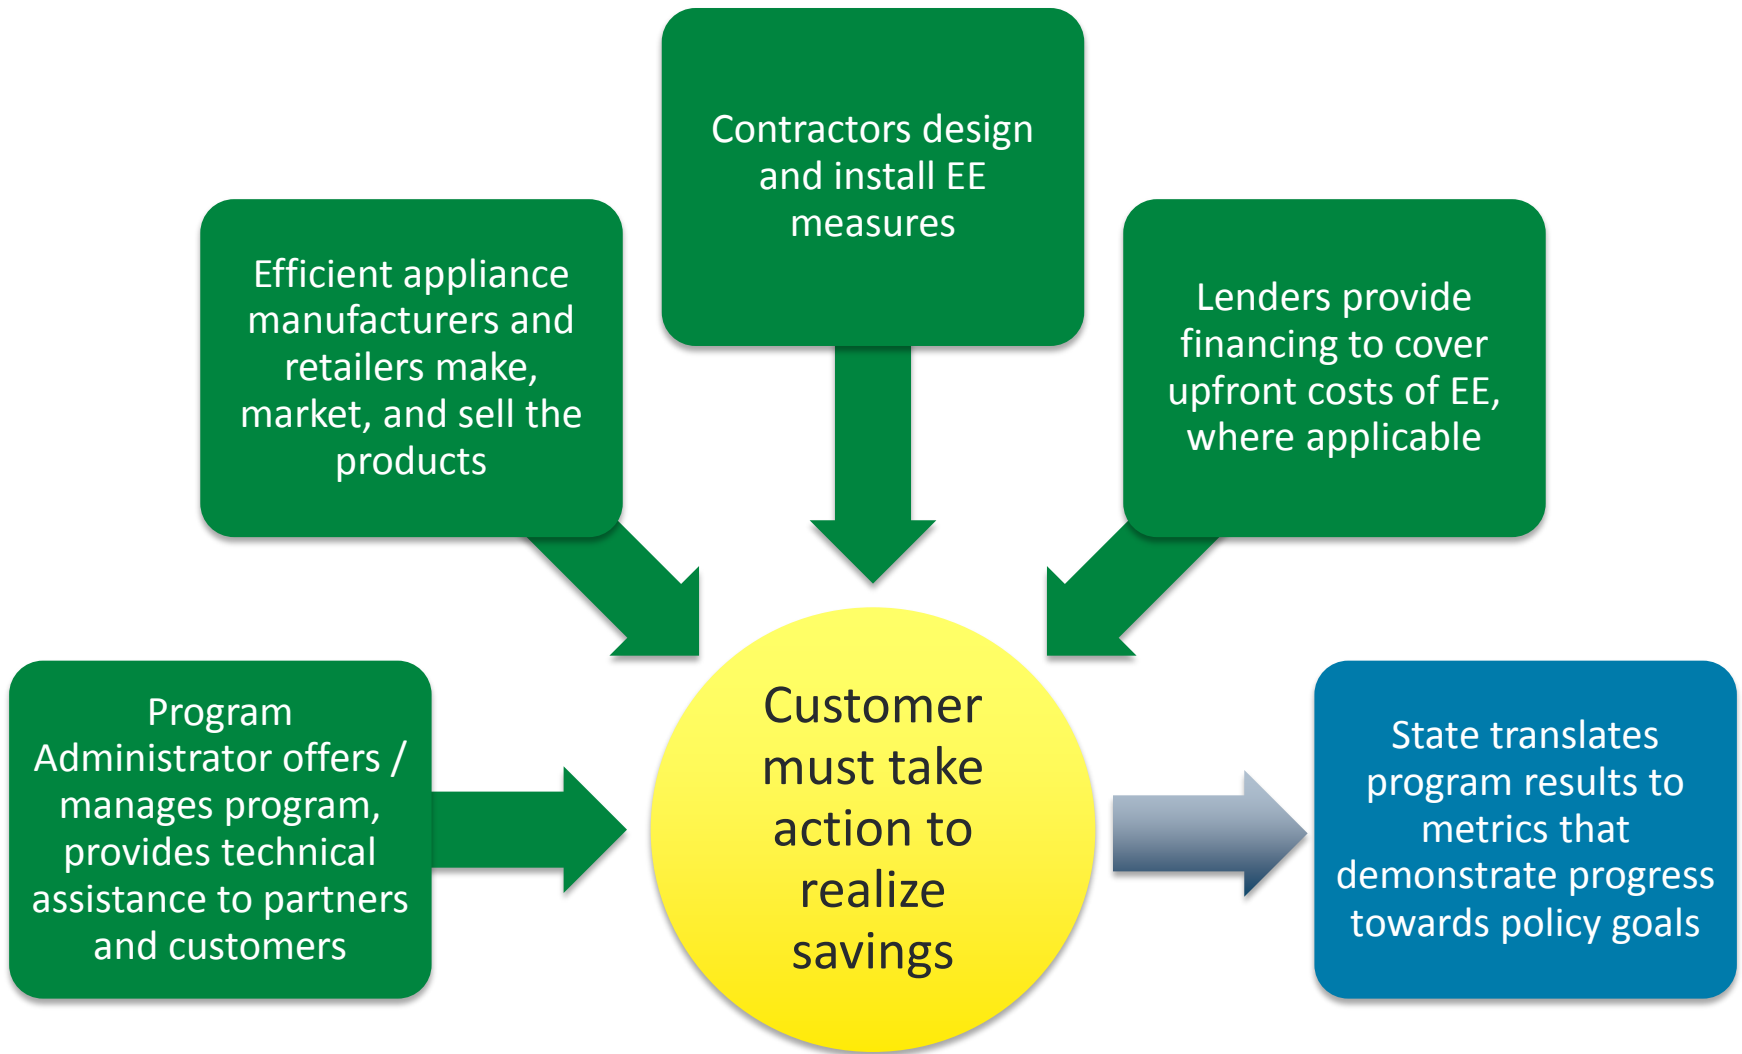 Contractors design
and install EE
measures
Efficient appliance
manufacturers and
retailers make,
market, and sell the
products
Lenders provide
financing to cover
upfront costs of EE,
where applicable
Program
Administrator offers /
manages program,
provides technical
assistance to partners
and customers
Customer
must take
action to
realize
savings
State translates
program results to
metrics that
demonstrate progress
towards policy goals